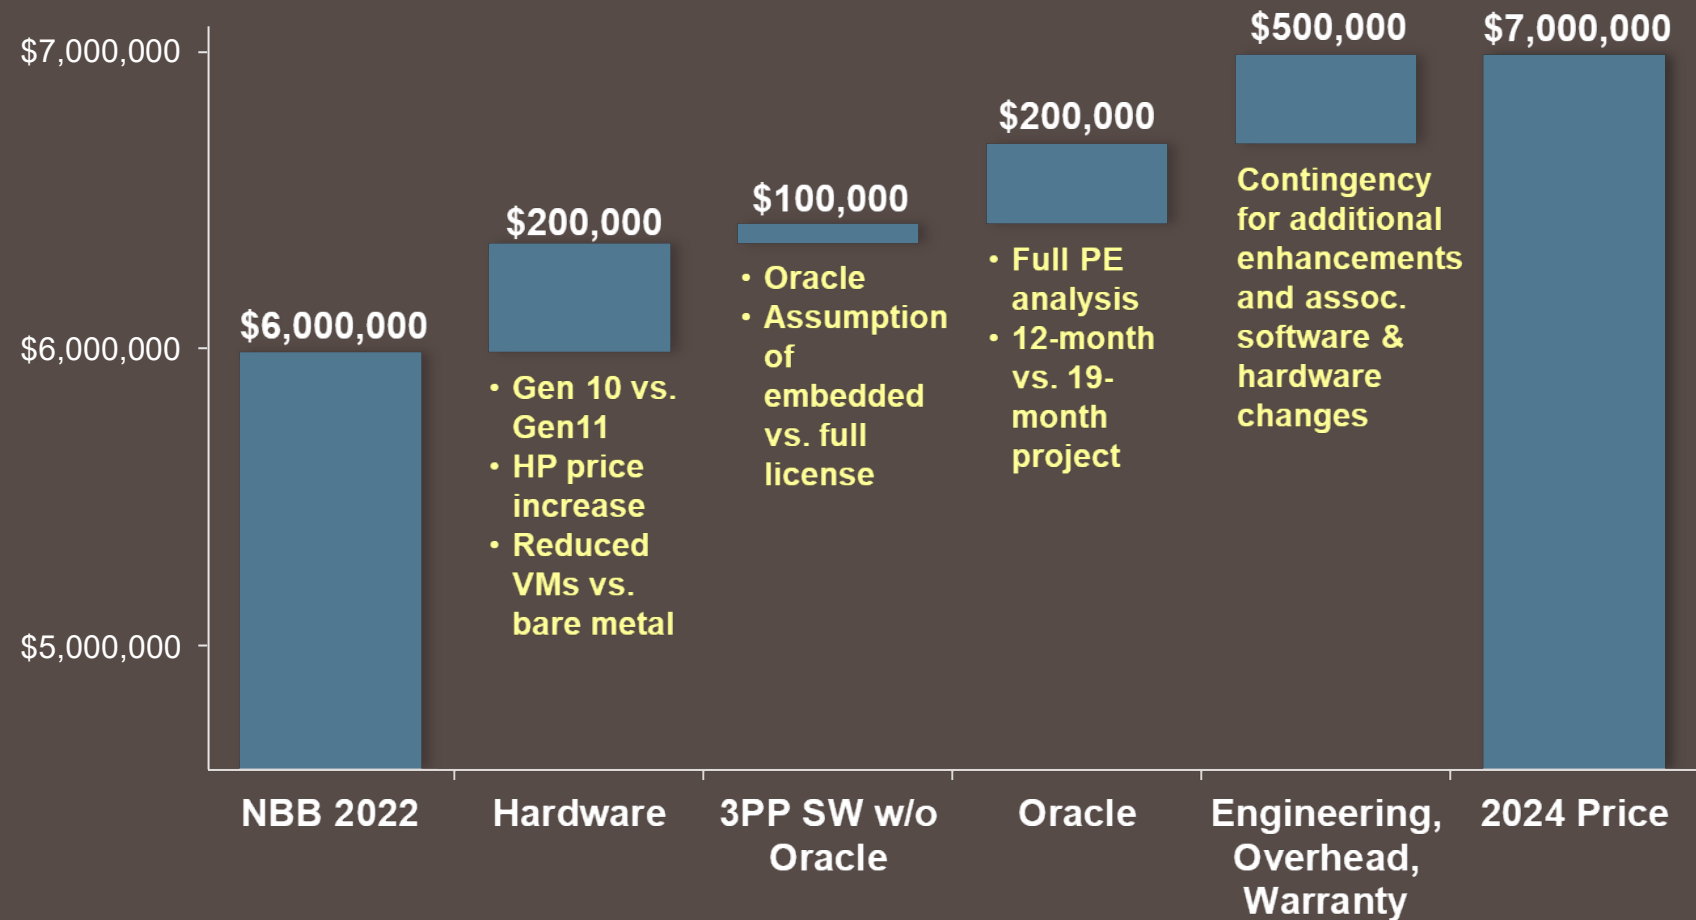 $7,000,000
$6,000,000
$5,000,000
$6,000,000
NBB 2022
$200,000
• Gen 10 vs.
Gen11
• HP price
increase
• Reduced
VMs vs.
bare metal
Hardware
$100,000
• Oracle
• Assumption
of
embedded
vs. full
license
3PP SW w/o
Oracle
$200,000
• Full PE
analysis
• 12-month
vs. 19-
month
project
Oracle
$500,000
Contingency
for additional
enhancements
and assoc.
software &
hardware
changes
Engineering,
Overhead,
Warranty
$7,000,000
2024 Price